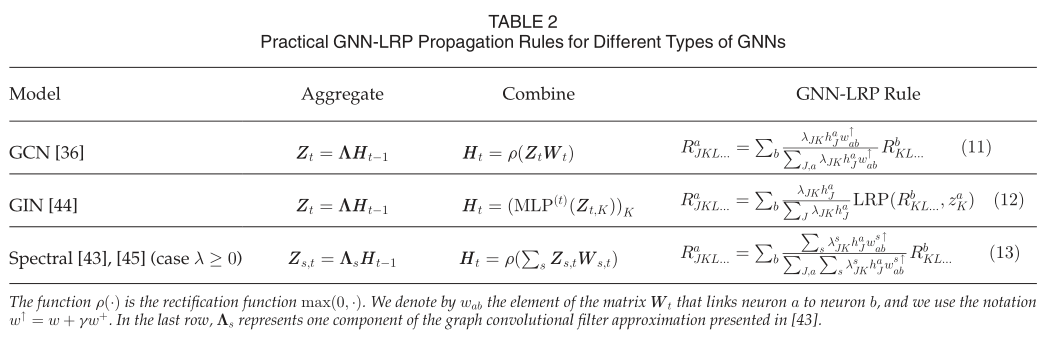 TABLE 2
Practical GNN-LRP Propagation Rules for Different Types of GNNs
Model Aggregate Combine GNN-LRP Rule
GCN [36] $\boldsymbol{Z}_t = \boldsymbol{\Lambda} \boldsymbol{H}_{t-1}$ $\boldsymbol{H}_t = \rho(\boldsymbol{Z}_t \boldsymbol{W}_t)$ $R^a_{JKL\ldots} = \sum_b \frac{\lambda_{JK} h^a_J w^\uparrow_{ab}}{\sum_{J,a} \lambda_{JK} h^a_J w^\uparrow_{ab}} R^b_{KL\ldots}$ (11)
GIN [44] $\boldsymbol{Z}_t = \boldsymbol{\Lambda} \boldsymbol{H}_{t-1}$ $\boldsymbol{H}_t = (\mathrm{MLP}^{(t)}(\boldsymbol{Z}_{t,K}))_K$ $R^a_{JKL\ldots} = \sum_b \frac{\lambda_{JK} h^a_J}{\sum_J \lambda_{JK} h^a_J} \mathrm{LRP}(R^b_{KL\ldots}, z^a_K)$ (12)
Spectral [43], [45] (case $\lambda \geq 0$) $\boldsymbol{Z}_{s,t} = \boldsymbol{\Lambda}_s \boldsymbol{H}_{t-1}$ $\boldsymbol{H}_t = \rho(\sum_s \boldsymbol{Z}_{s,t} \boldsymbol{W}_{s,t})$ $R^a_{JKL\ldots} = \sum_b \frac{\sum_s \lambda^s_{JK} h^a_J w^{s\uparrow}_{ab}}{\sum_{J,a} \sum_s \lambda^s_{JK} h^a_J w^{s\uparrow}_{ab}} R^b_{KL\ldots}$ (13)
The function $\rho(\cdot)$ is the rectification function $\max(0, \cdot)$. We denote by $w_{ab}$ the element of the matrix $\boldsymbol{W}_t$ that links neuron a to neuron b, and we use the notation
$w^\uparrow = w + \gamma w^+$. In the last row, $\boldsymbol{\Lambda}_s$ represents one component of the graph convolutional filter approximation presented in [43].